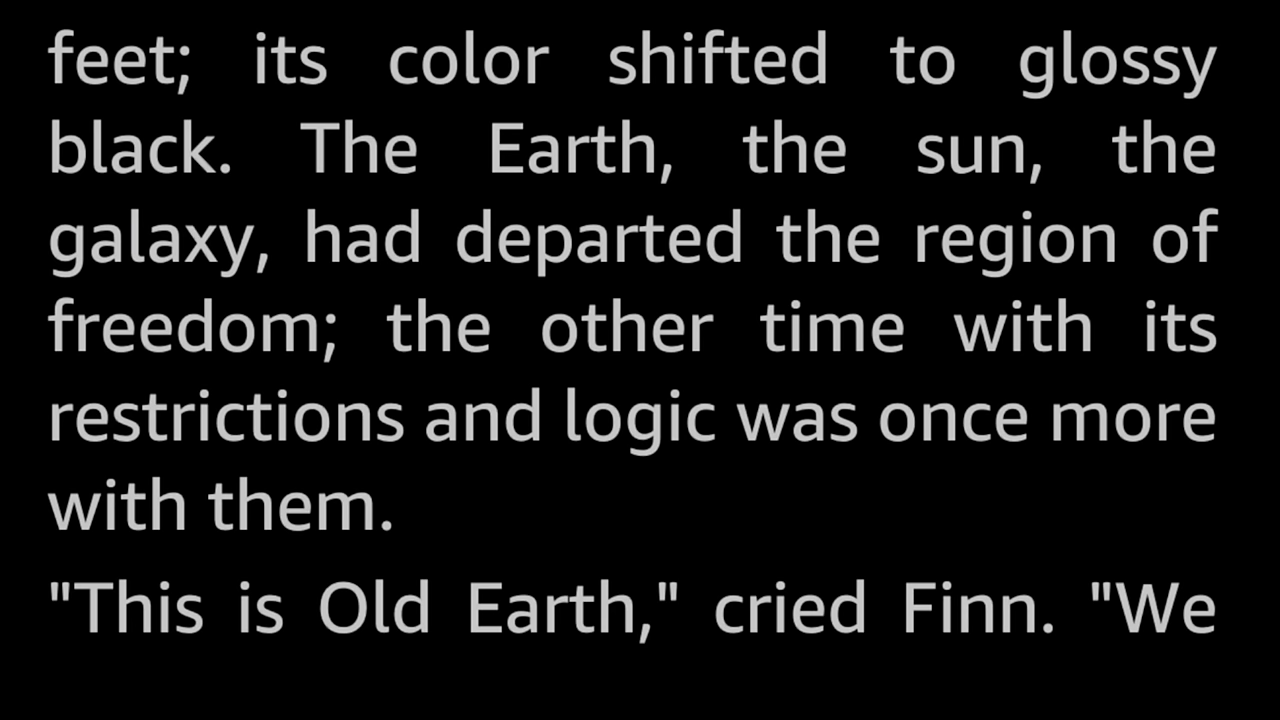 feet; its color shifted to glossy
black. The Earth, the sun, the
galaxy, had departed the region of
freedom; the other time with its
restrictions and logic was once more
with them.
"This is Old Earth," cried Finn. "We